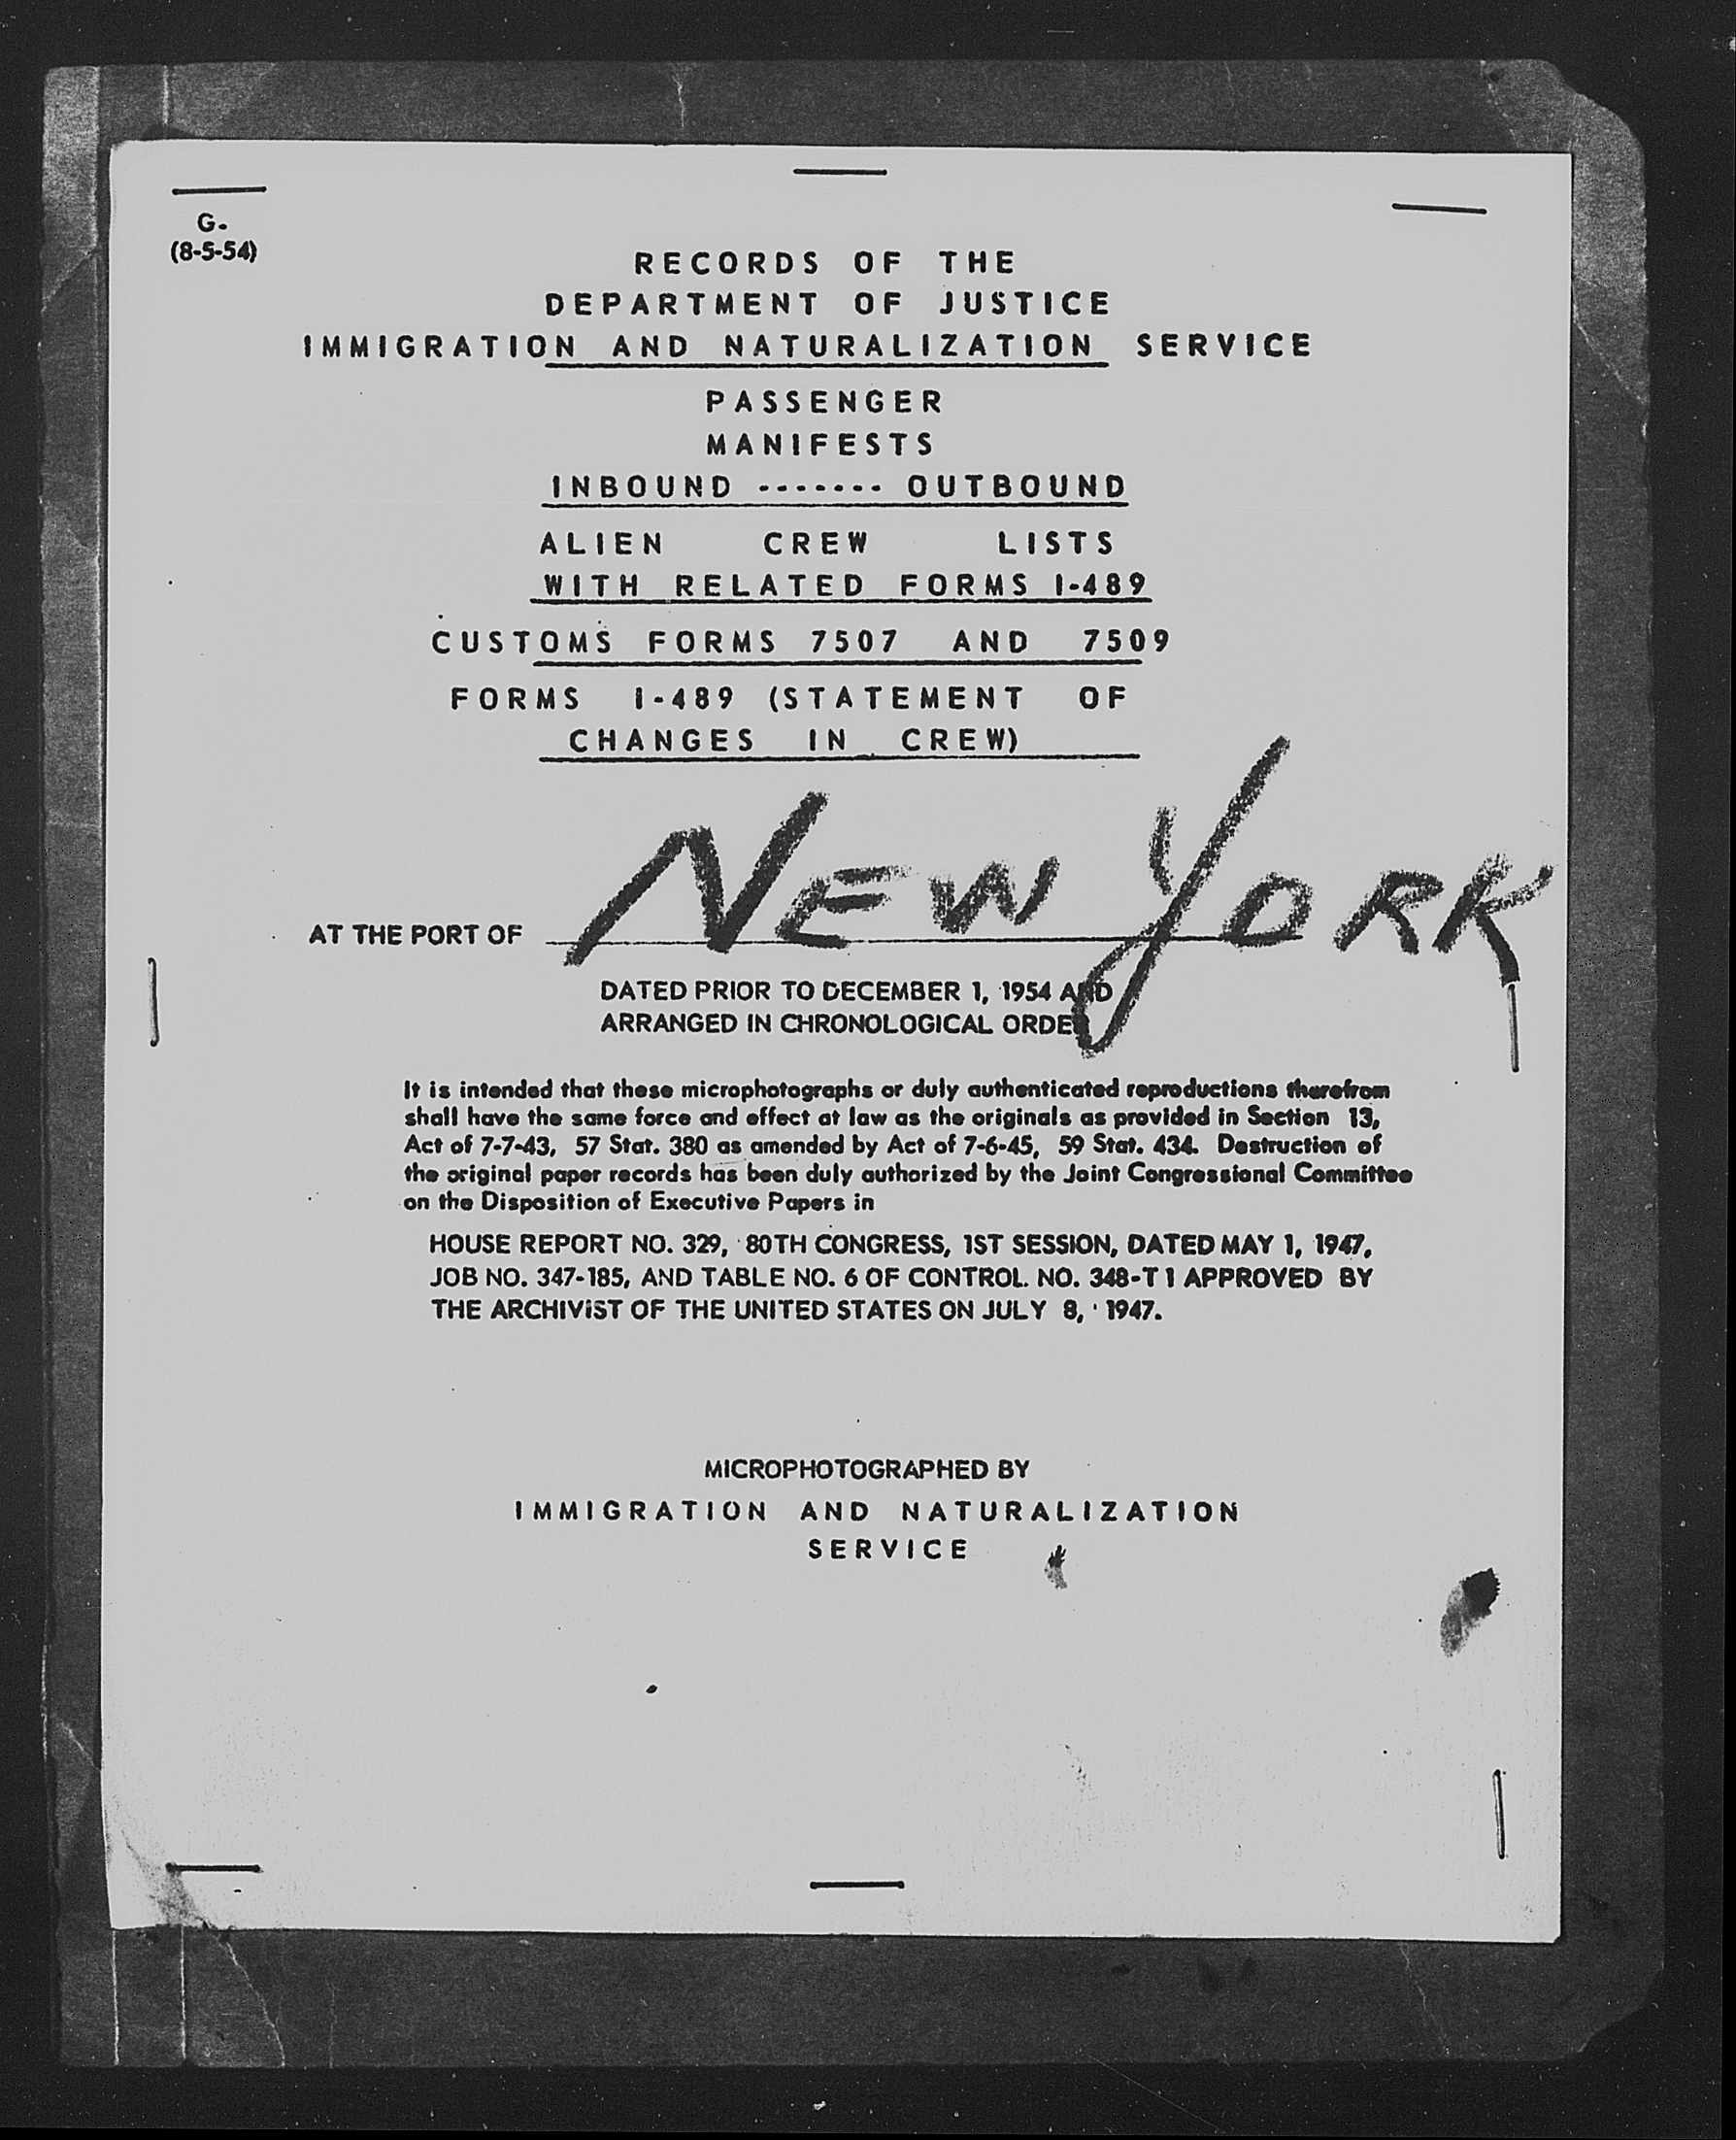 G.
(8-5-54)
RECORDS OF THE
DEPARTMENT OF JUSTICE
IMMIGRATION AND NATURALIZATION SERVICE
PASSENGER
MANIFESTS
INBOUND ------- OUTBOUND
ALIEN CREW LISTS
WITH RELATED FORMS I-489
CUSTOMS FORMS 7507 AND 7509
FORMS I-489 (STATEMENT OF
CHANGES IN CREW)
AT THE PORT OF NEW YORK
DATED PRIOR TO DECEMBER 1, 1954 AND
ARRANGED IN CHRONOLOGICAL ORDER
It is intended that these microphotographs or duly authenticated reproductions therefrom
shall have the same force and effect at law as the originals as provided in Section 13,
Act of 7-7-43, 57 Stat. 380 as amended by Act of 7-6-45, 59 Stat. 434. Destruction of
the original paper records has been duly authorized by the Joint Congressional Committee
on the Disposition of Executive Papers in
HOUSE REPORT NO. 329, 80TH CONGRESS, 1ST SESSION, DATED MAY 1, 1947,
JOB NO. 347-185, AND TABLE NO. 6 OF CONTROL. NO. 348-T1 APPROVED BY
THE ARCHIVIST OF THE UNITED STATES ON JULY 8, 1947.
MICROPHOTOGRAPHED BY
IMMIGRATION AND NATURALIZATION
SERVICE